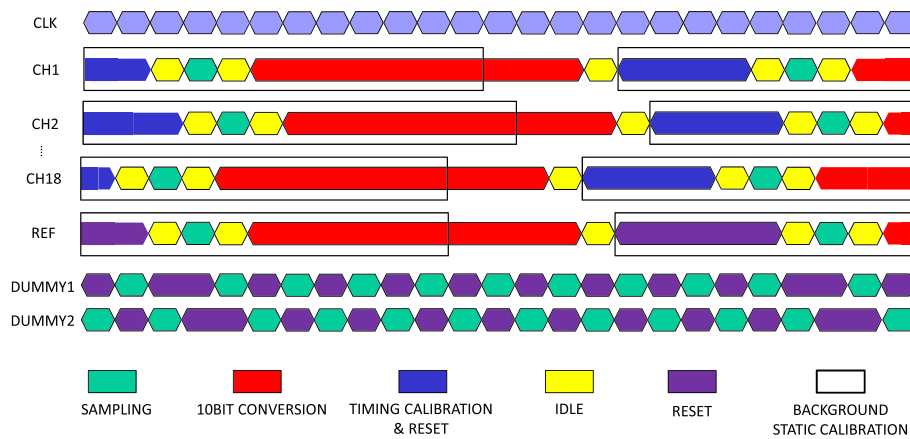 CLK
CH1
CH2
⋮
CH18
REF
DUMMY1
DUMMY2
SAMPLING
10BIT CONVERSION
TIMING CALIBRATION
& RESET
IDLE
RESET
BACKGROUND
STATIC CALIBRATION